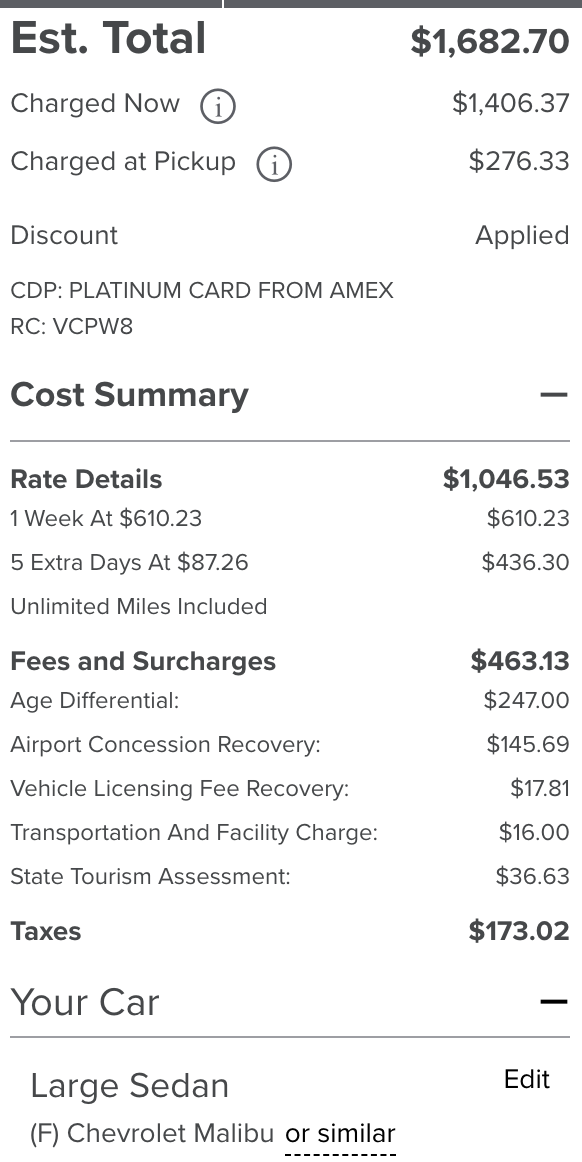 Est. Total $1,682.70
Charged Now i $1,406.37
Charged at Pickup i $276.33
Discount Applied
CDP: PLATINUM CARD FROM AMEX
RC: VCPW8
Cost Summary —
Rate Details $1,046.53
1 Week At $610.23 $610.23
5 Extra Days At $87.26 $436.30
Unlimited Miles Included
Fees and Surcharges $463.13
Age Differential: $247.00
Airport Concession Recovery: $145.69
Vehicle Licensing Fee Recovery: $17.81
Transportation And Facility Charge: $16.00
State Tourism Assessment: $36.63
Taxes $173.02
Your Car —
Large Sedan Edit
(F) Chevrolet Malibu or similar